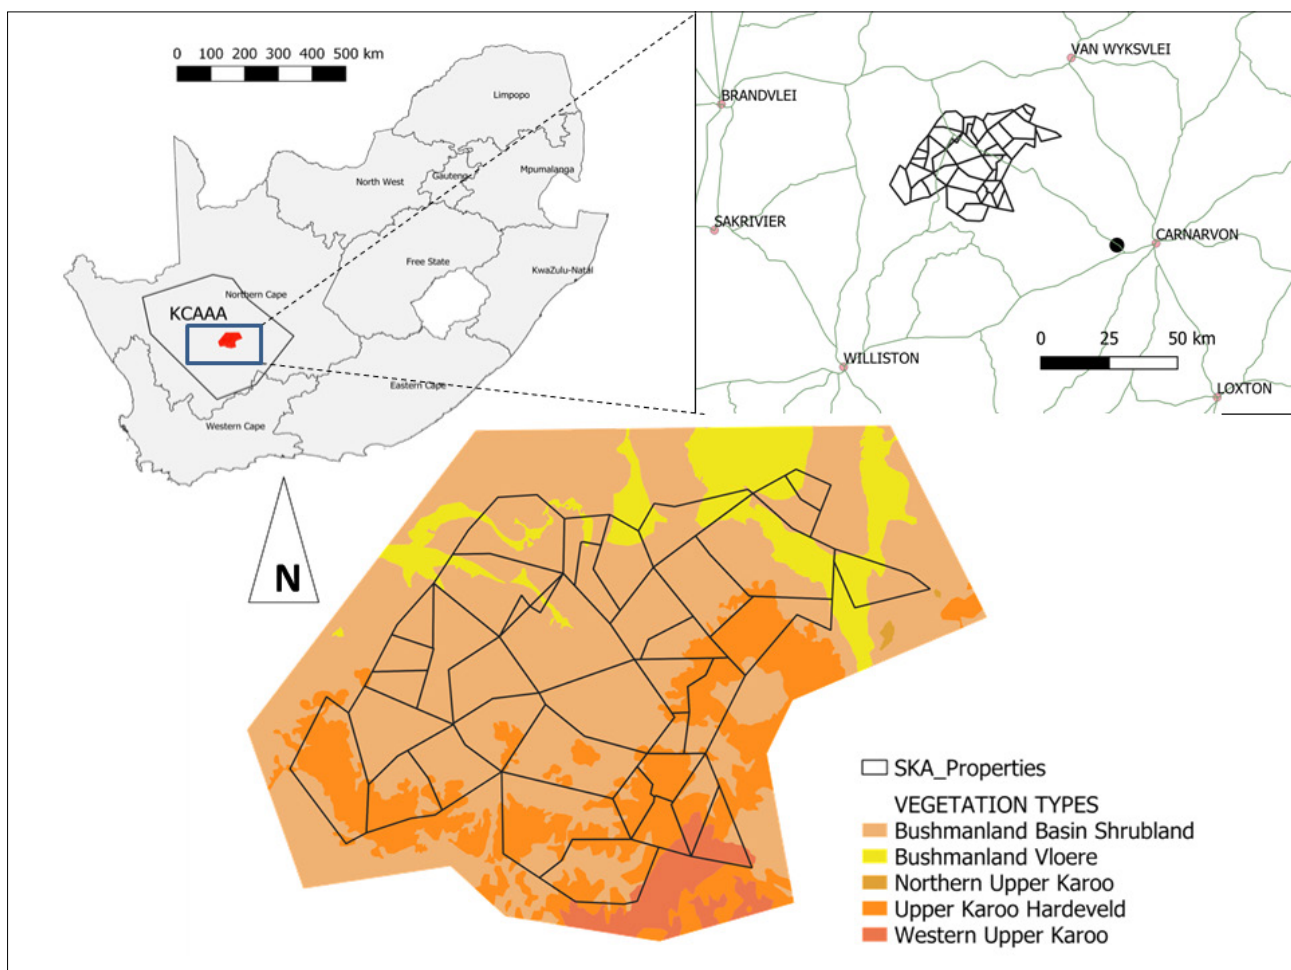 0 100 200 300 400 500 km
Limpopo
North West
Gauteng
Mpumalanga
Free State
KwaZulu-Natal
Northern Cape
KCAAA
Eastern Cape
Western Cape
N
VAN WYKSVLEI
BRANDVLEI
SAKRIVIER
CARNARVON
0 25 50 km
WILLISTON
LOXTON
SKA_Properties
VEGETATION TYPES
Bushmanland Basin Shrubland
Bushmanland Vloere
Northern Upper Karoo
Upper Karoo Hardeveld
Western Upper Karoo